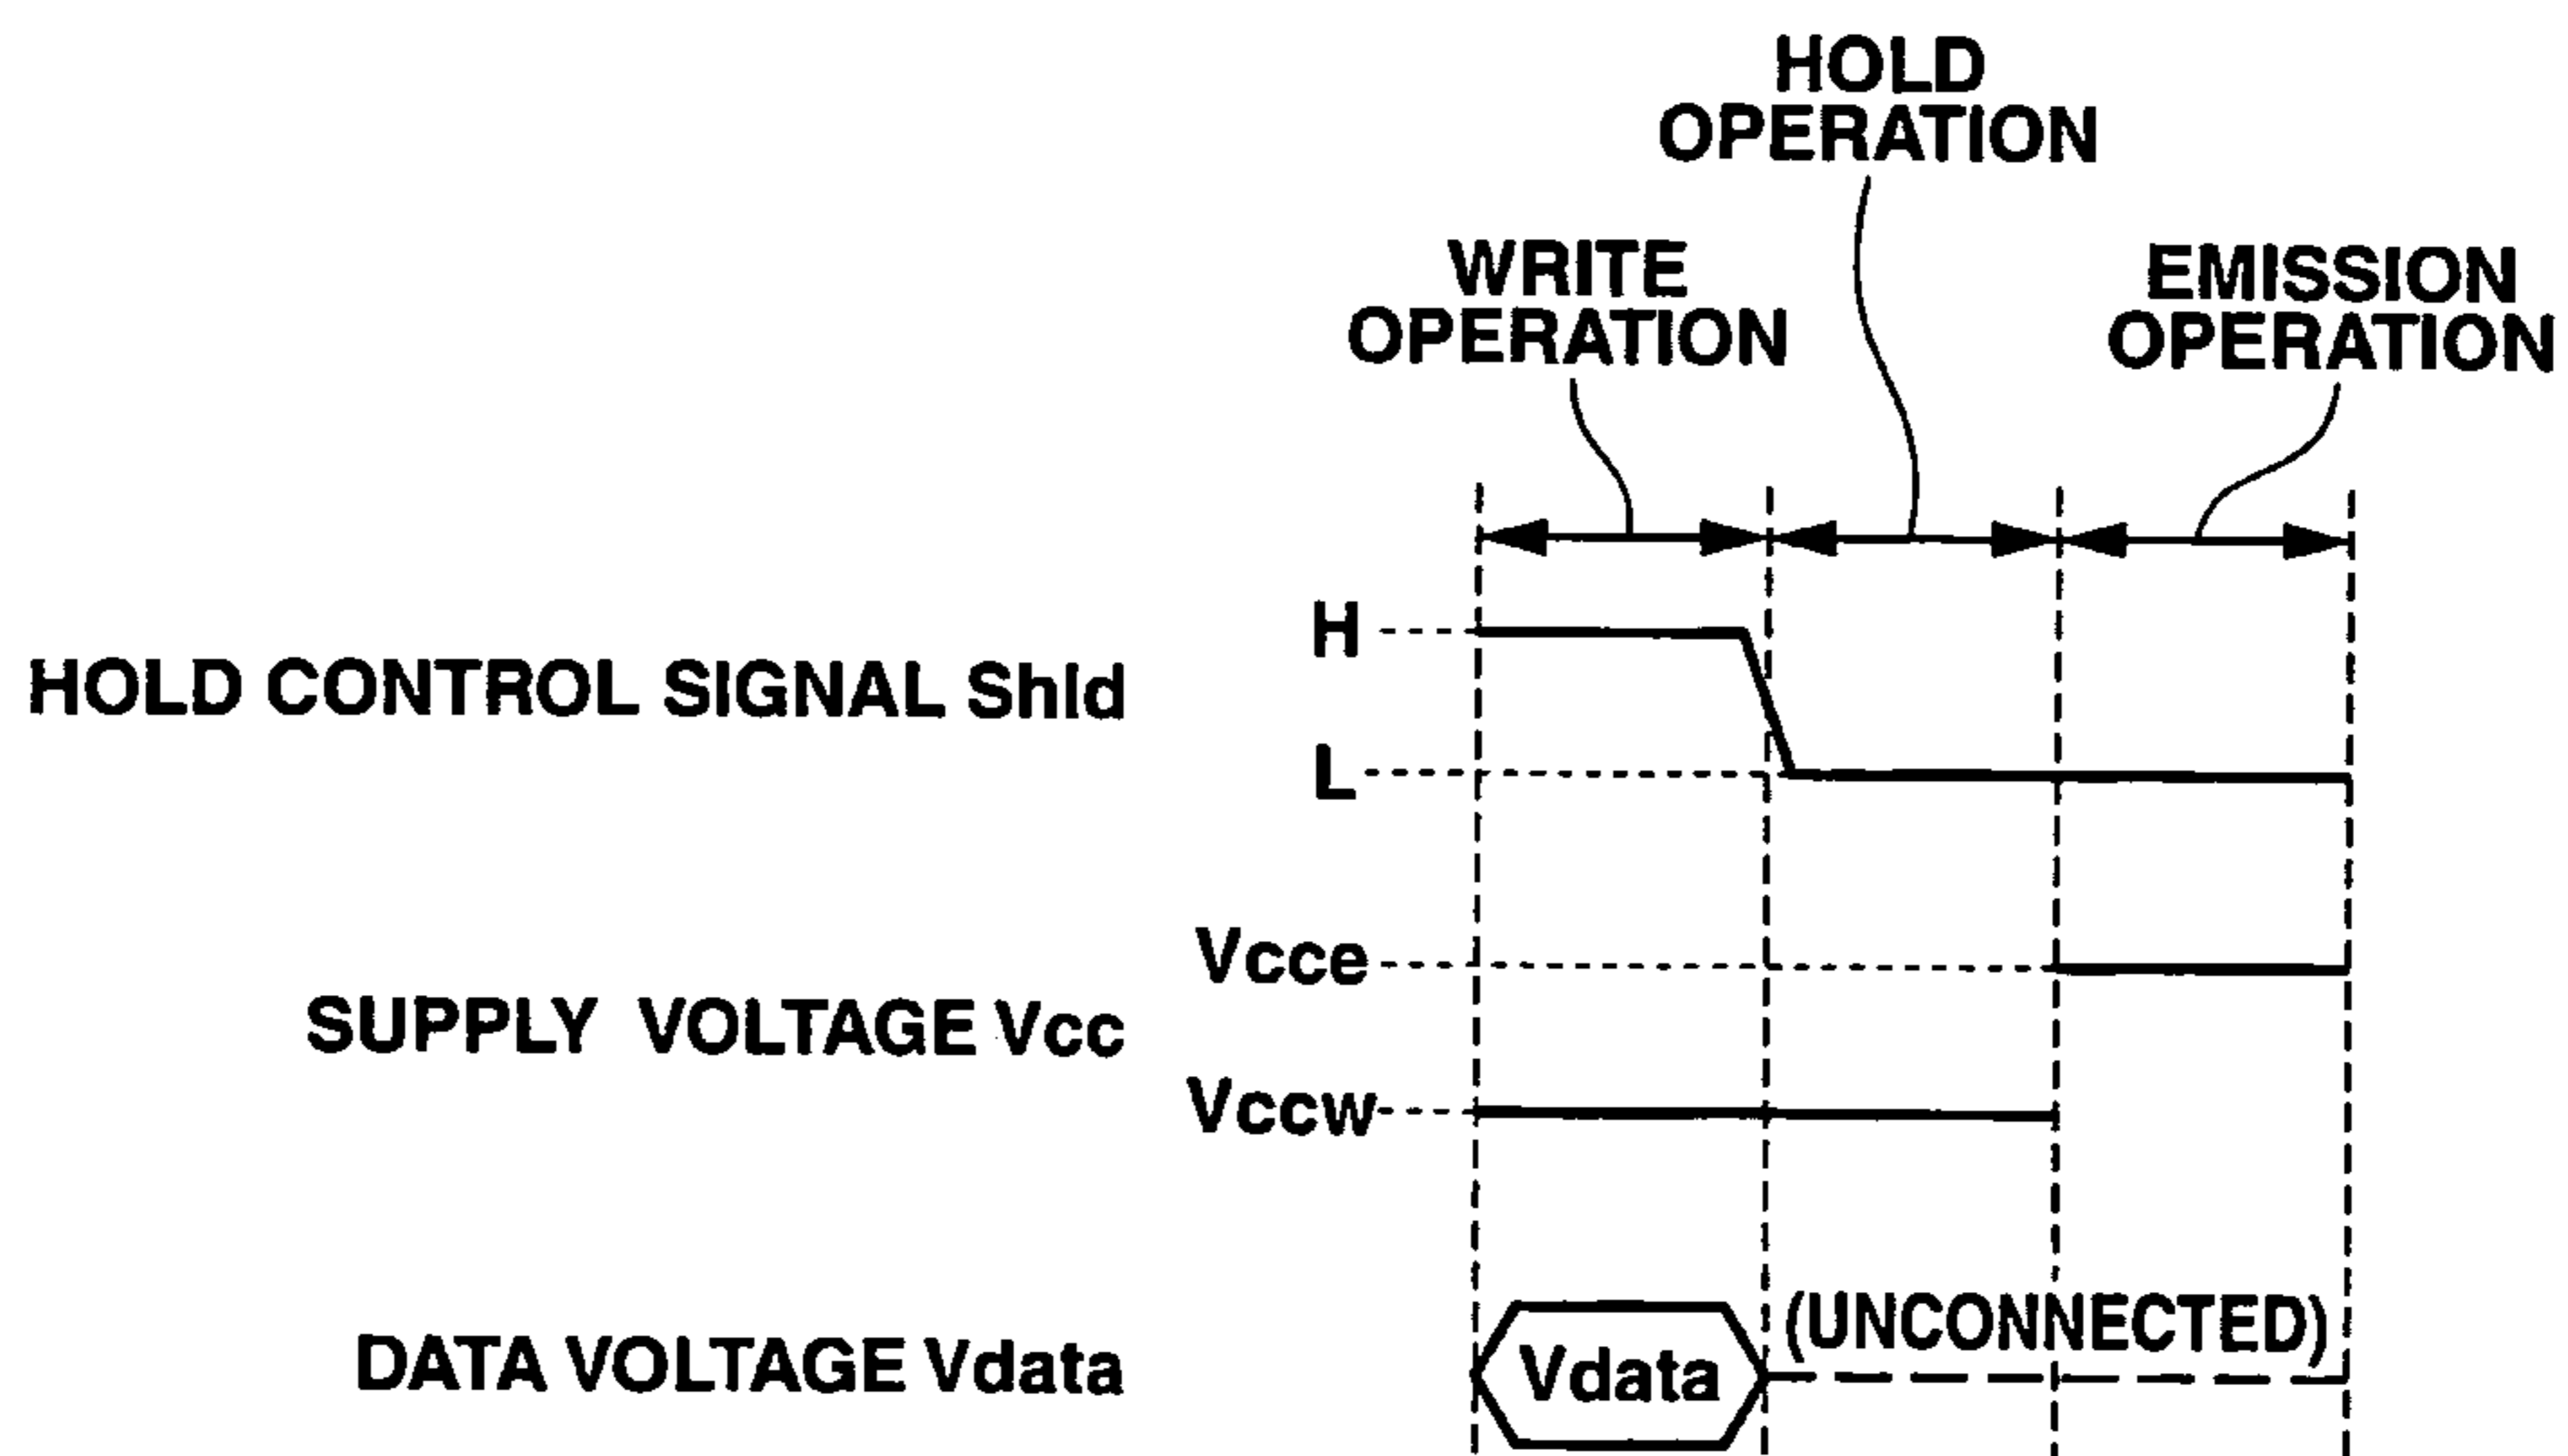 HOLD
OPERATION
WRITE
OPERATION
EMISSION
OPERATION
H
HOLD CONTROL SIGNAL Shld
L
Vcce
SUPPLY VOLTAGE Vcc
Vccw
(UNCONNECTED)
DATA VOLTAGE Vdata
Vdata